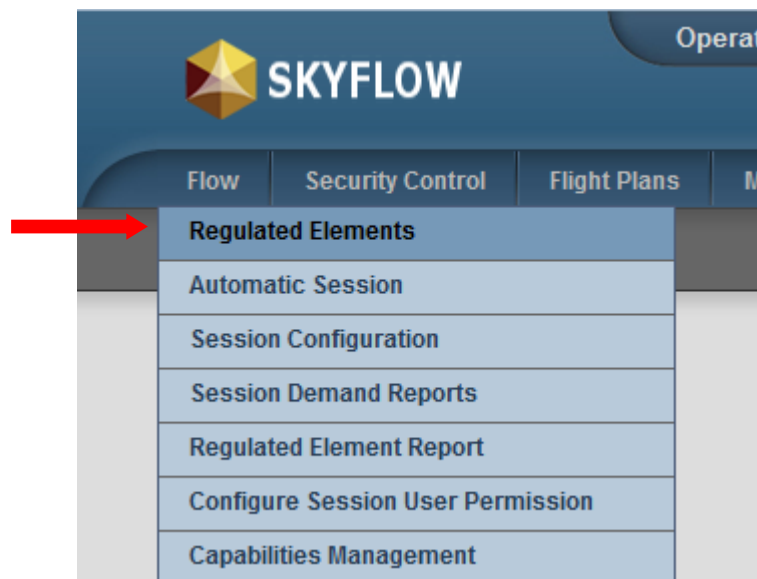 Operat
SKYFLOW
Flow Security Control Flight Plans M
Regulated Elements
Automatic Session
Session Configuration
Session Demand Reports
Regulated Element Report
Configure Session User Permission
Capabilities Management